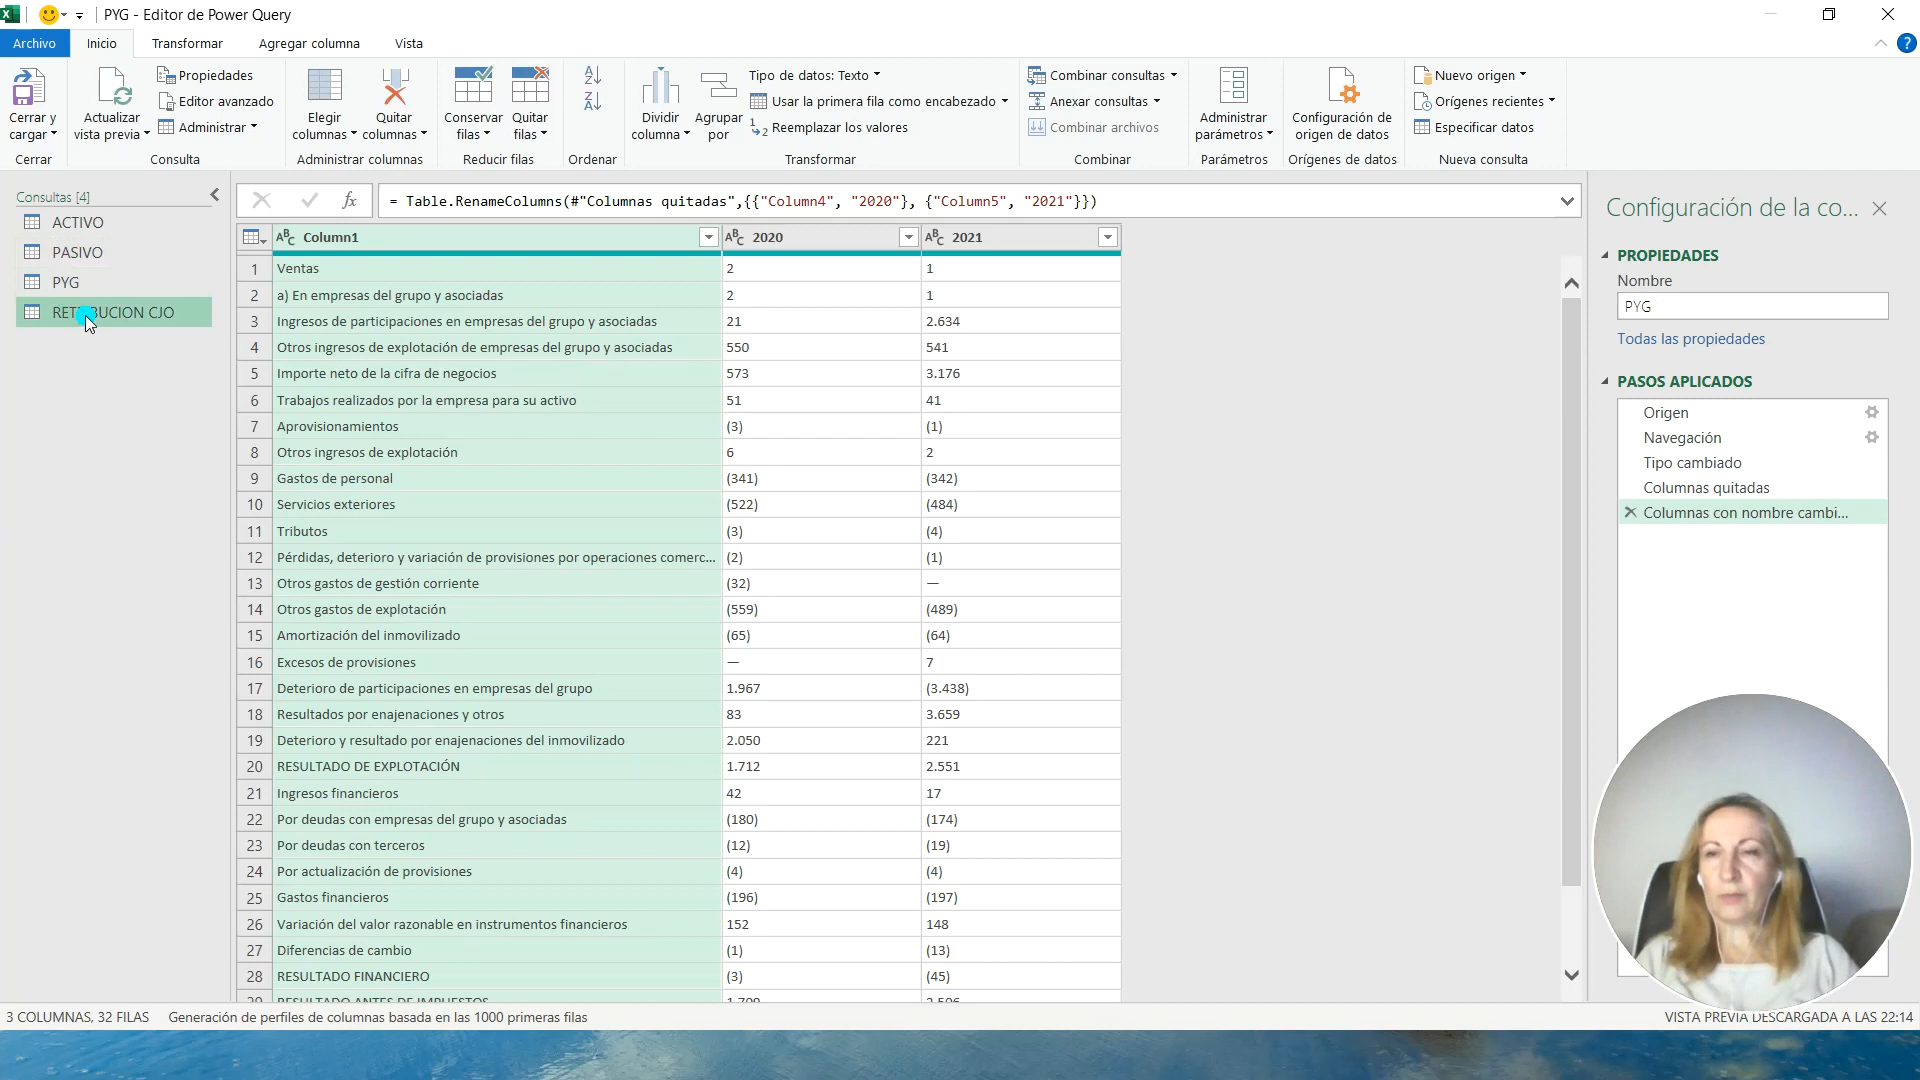 PYG - Editor de Power Query
Archivo
Inicio
Transformar
Agregar columna
Vista
?
Cerrar y cargar
Cerrar
Actualizar vista previa
Propiedades
Editor avanzado
Administrar
Consulta
Elegir columnas
Quitar columnas
Administrar columnas
Conservar filas
Quitar filas
Reducir filas
Ordenar
Dividir columna
Agrupar por
Tipo de datos: Texto
Usar la primera fila como encabezado
Reemplazar los valores
Transformar
Combinar consultas
Anexar consultas
Combinar archivos
Combinar
Administrar parámetros
Parámetros
Configuración de origen de datos
Orígenes de datos
Nuevo origen
Orígenes recientes
Especificar datos
Nueva consulta
Consultas [4]
ACTIVO
PASIVO
PYG
fx
= Table.RenameColumns(#"Columnas quitadas",{{"Column4", "2020"}, {"Column5", "2021"}})
Column1 2020 2021
1 Ventas 2 1
2 a) En empresas del grupo y asociadas 2 1
3 Ingresos de participaciones en empresas del grupo y asociadas 21 2.634
4 Otros ingresos de explotación de empresas del grupo y asociadas 550 541
5 Importe neto de la cifra de negocios 573 3.176
6 Trabajos realizados por la empresa para su activo 51 41
7 Aprovisionamientos (3) (1)
8 Otros ingresos de explotación 6 2
9 Gastos de personal (341) (342)
10 Servicios exteriores (522) (484)
11 Tributos (3) (4)
12 Pérdidas, deterioro y variación de provisiones por operaciones comerc... (2) (1)
13 Otros gastos de gestión corriente (32) —
14 Otros gastos de explotación (559) (489)
15 Amortización del inmovilizado (65) (64)
16 Excesos de provisiones — 7
17 Deterioro de participaciones en empresas del grupo 1.967 (3.438)
18 Resultados por enajenaciones y otros 83 3.659
19 Deterioro y resultado por enajenaciones del inmovilizado 2.050 221
20 RESULTADO DE EXPLOTACIÓN 1.712 2.551
21 Ingresos financieros 42 17
22 Por deudas con empresas del grupo y asociadas (180) (174)
23 Por deudas con terceros (12) (19)
24 Por actualización de provisiones (4) (4)
25 Gastos financieros (196) (197)
26 Variación del valor razonable en instrumentos financieros 152 148
27 Diferencias de cambio (1) (13)
28 RESULTADO FINANCIERO (3) (45)
29 RESULTADO ANTES DE IMPUESTOS 1.709 2.506
Configuración de la co...
PROPIEDADES
Nombre
PYG
Todas las propiedades
PASOS APLICADOS
Origen
Navegación
Tipo cambiado
Columnas quitadas
Columnas con nombre cambi...
3 COLUMNAS, 32 FILAS
Generación de perfiles de columnas basada en las 1000 primeras filas
VISTA PREVIA DESCARGADA A LAS 22:14